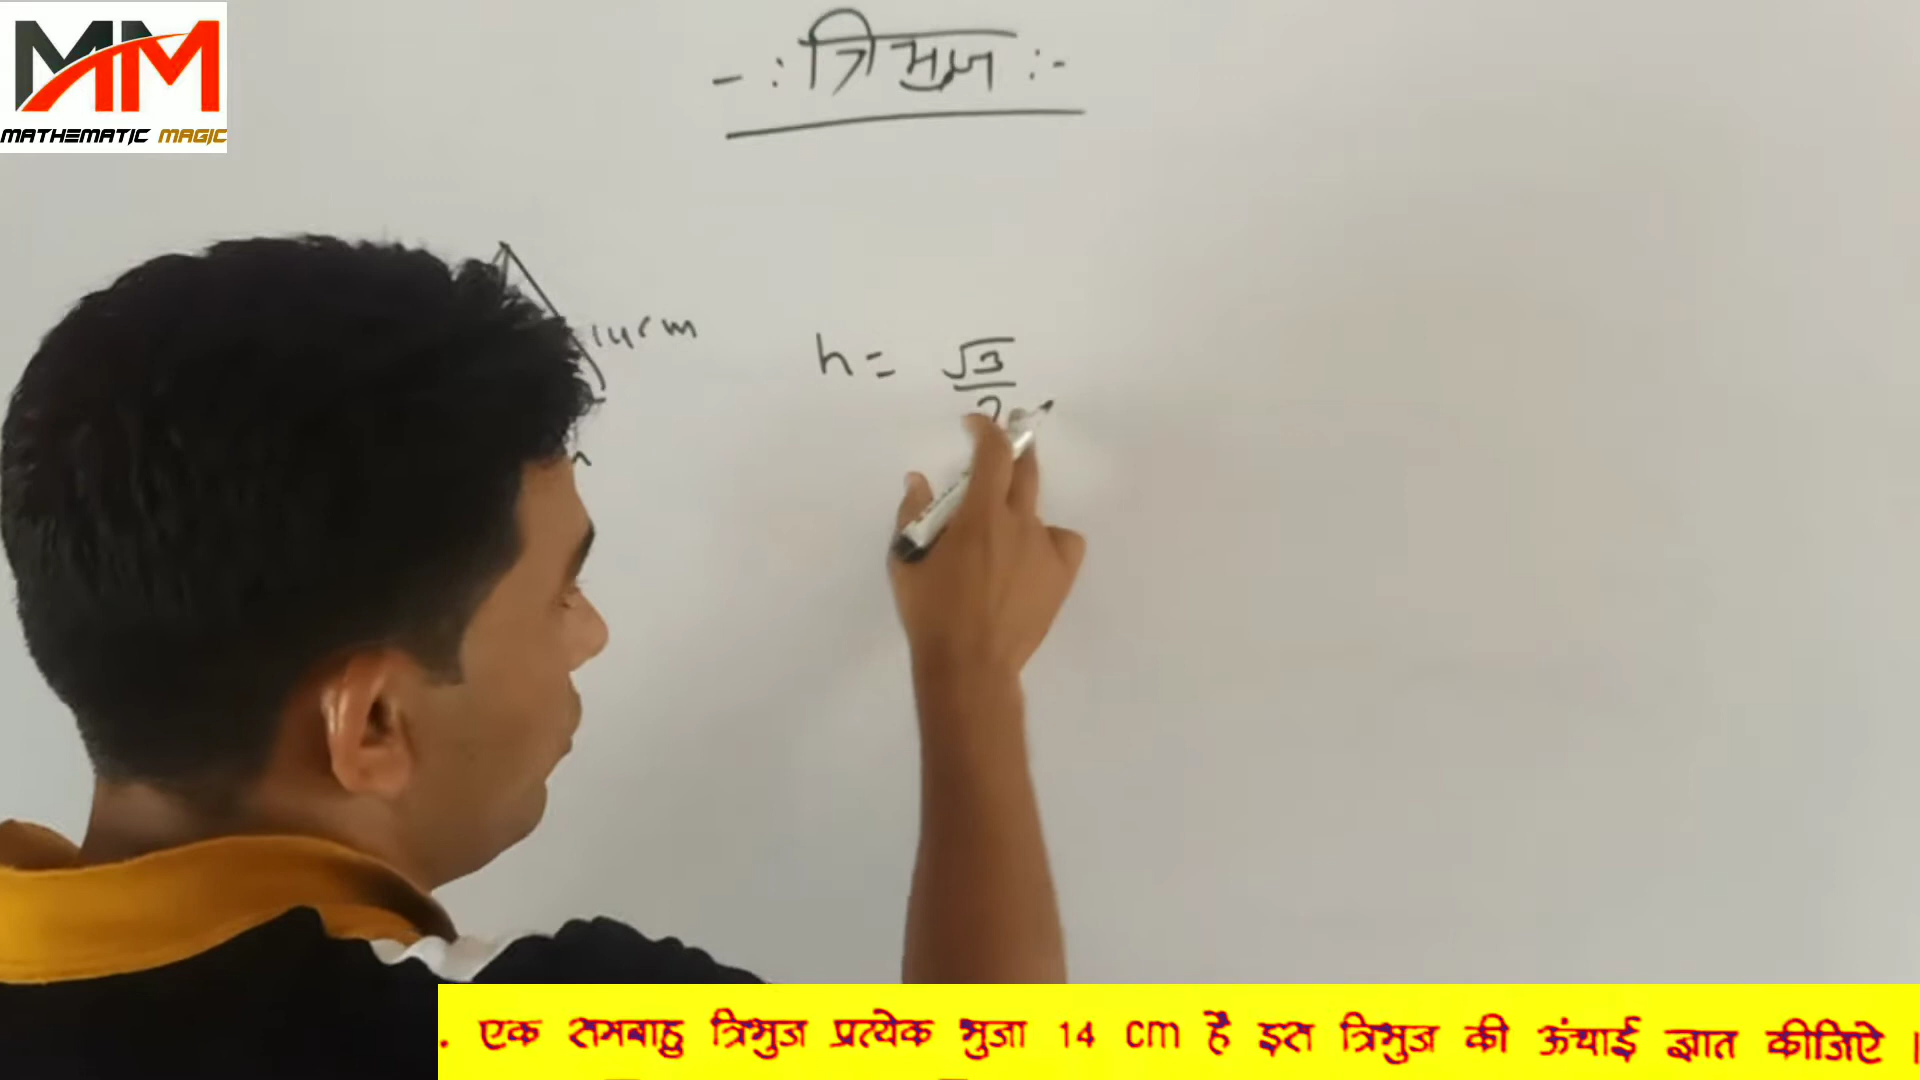 MM
MATHEMATIC MAGIC
- : त्रिभुज : -
14cm
h = √3
2
. एक समबाहु त्रिभुज प्रत्येक भुजा 14 cm है इस त्रिभुज की ऊंचाई ज्ञात कीजिऐ ।